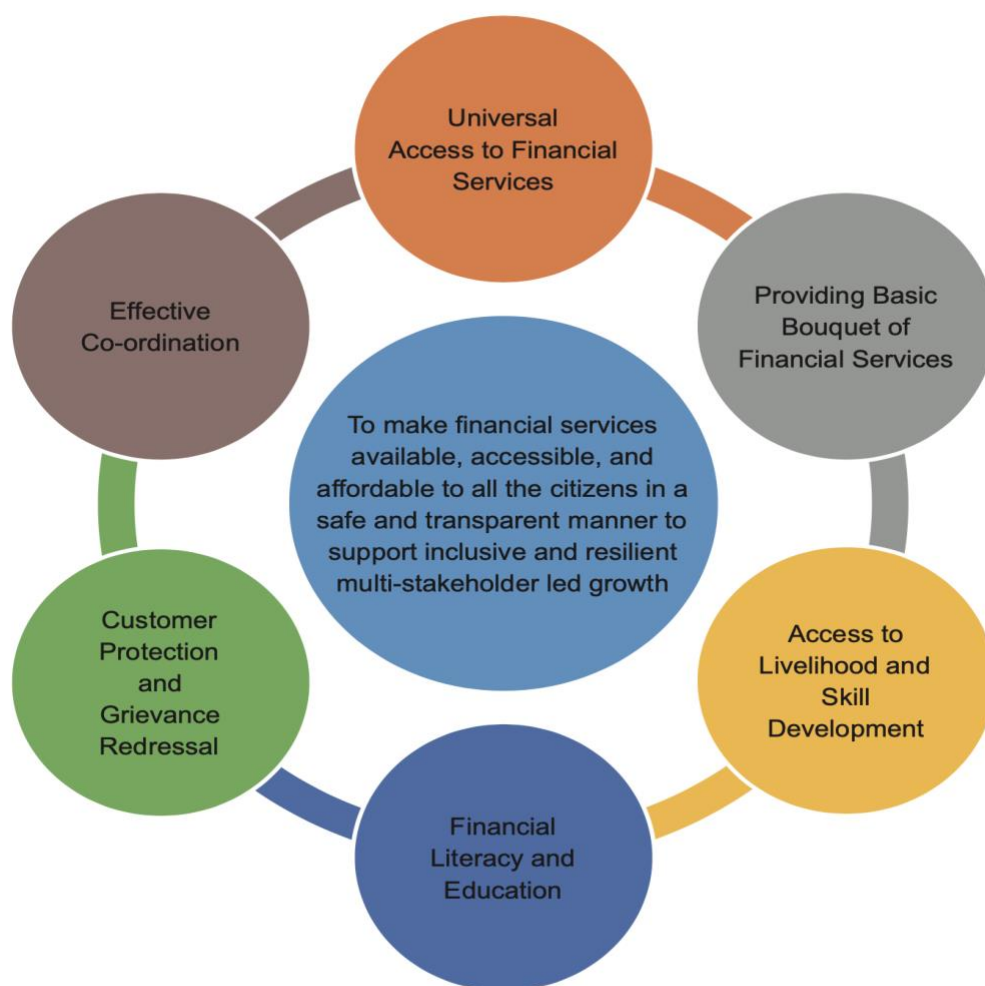 Universal
Access to Financial
Services
Providing Basic
Bouquet of
Financial Services
Access to
Livelihood and
Skill
Development
Financial
Literacy and
Education
Customer
Protection
and
Grievance
Redressal
Effective
Co-ordination
To make financial services
available, accessible, and
affordable to all the citizens in a
safe and transparent manner to
support inclusive and resilient
multi-stakeholder led growth